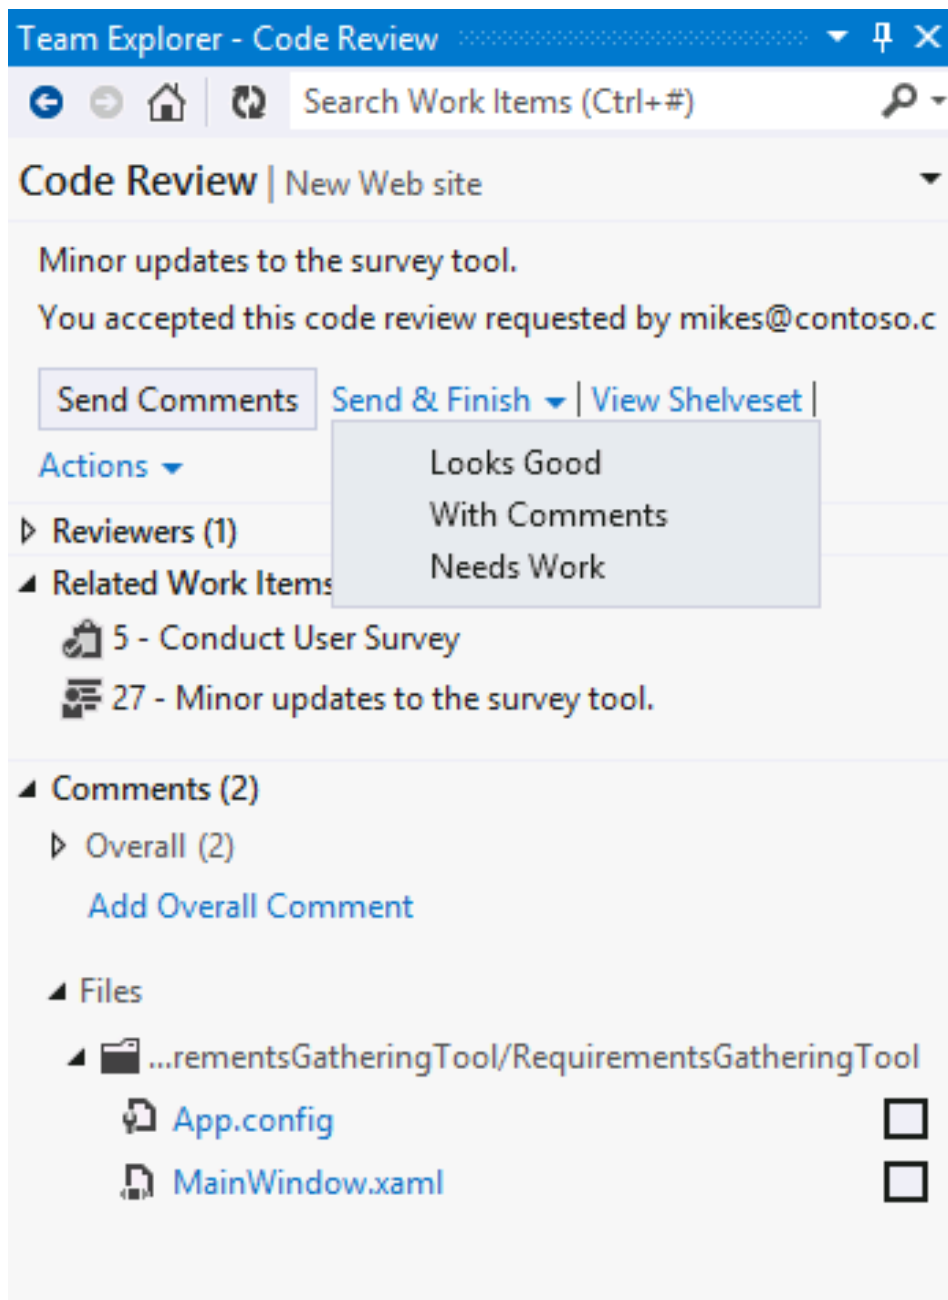 Team Explorer - Code Review
Search Work Items (Ctrl+#)
Code Review | New Web site
Minor updates to the survey tool.
You accepted this code review requested by mikes@contoso.c
Send Comments Send & Finish | View Shelveset |
Looks Good
With Comments
Needs Work
Actions
Reviewers (1)
Related Work Items
5 - Conduct User Survey
27 - Minor updates to the survey tool.
Comments (2)
Overall (2)
Add Overall Comment
Files
...rementsGatheringTool/RequirementsGatheringTool
App.config
MainWindow.xaml